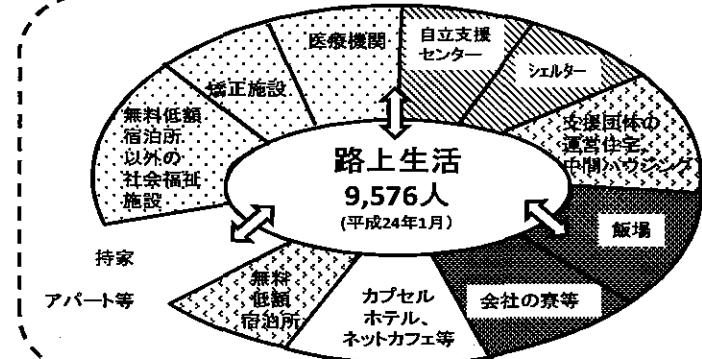 医療機関
自立支援
センター
シェルター
矯正施設
無料低額
宿泊所
以外の
社会福祉
施設
支援団体の
運営住宅、
中間ハウジング
路上生活
9,576人
(平成24年1月)
飯場
持家
アパート等
無料
低額
宿泊所
カプセル
ホテル、
ネットカフェ等
会社の寮等